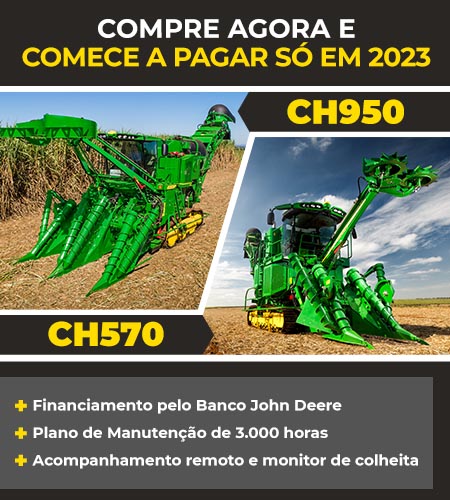 COMPRE AGORA E
COMECE A PAGAR SÓ EM 2023
CH950
CH570
+ Financiamento pelo Banco John Deere
+ Plano de Manutenção de 3.000 horas
+ Acompanhamento remoto e monitor de colheita